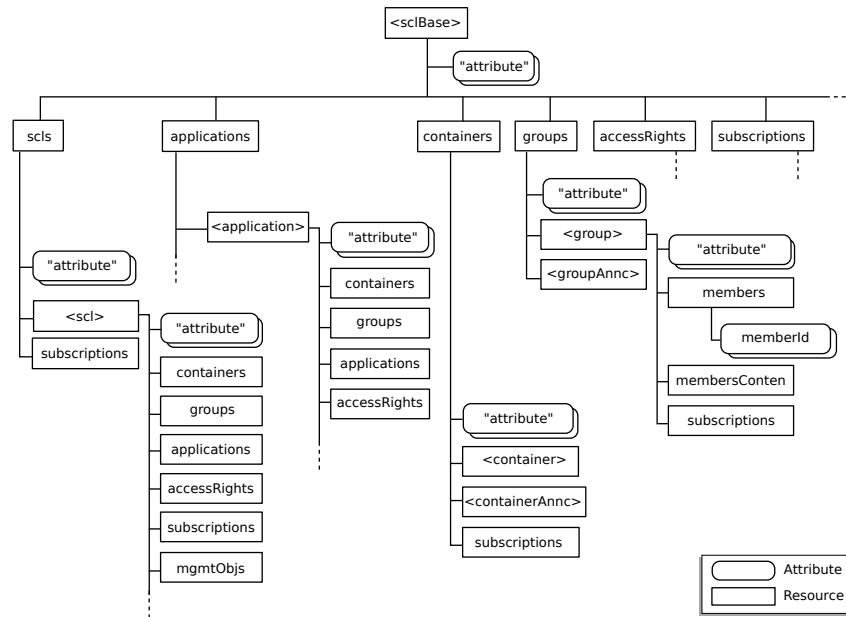 <sclBase>
"attribute"
scls
applications
containers
groups
accessRights
subscriptions
"attribute"
<scl>
subscriptions
"attribute"
containers
groups
applications
accessRights
subscriptions
mgmtObjs
<application>
"attribute"
containers
groups
applications
accessRights
"attribute"
<container>
<containerAnnc>
subscriptions
"attribute"
<group>
<groupAnnc>
"attribute"
members
memberId
membersConten
subscriptions
Attribute
Resource